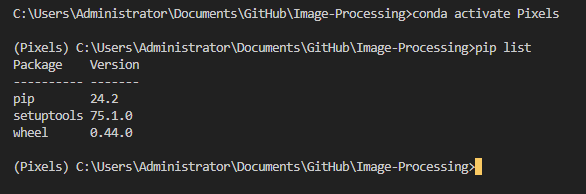 C:\Users\Administrator\Documents\GitHub\Image-Processing>conda activate Pixels
(Pixels) C:\Users\Administrator\Documents\GitHub\Image-Processing>pip list
Package    Version
---------- -------
pip        24.2
setuptools 75.1.0
wheel      0.44.0
(Pixels) C:\Users\Administrator\Documents\GitHub\Image-Processing>